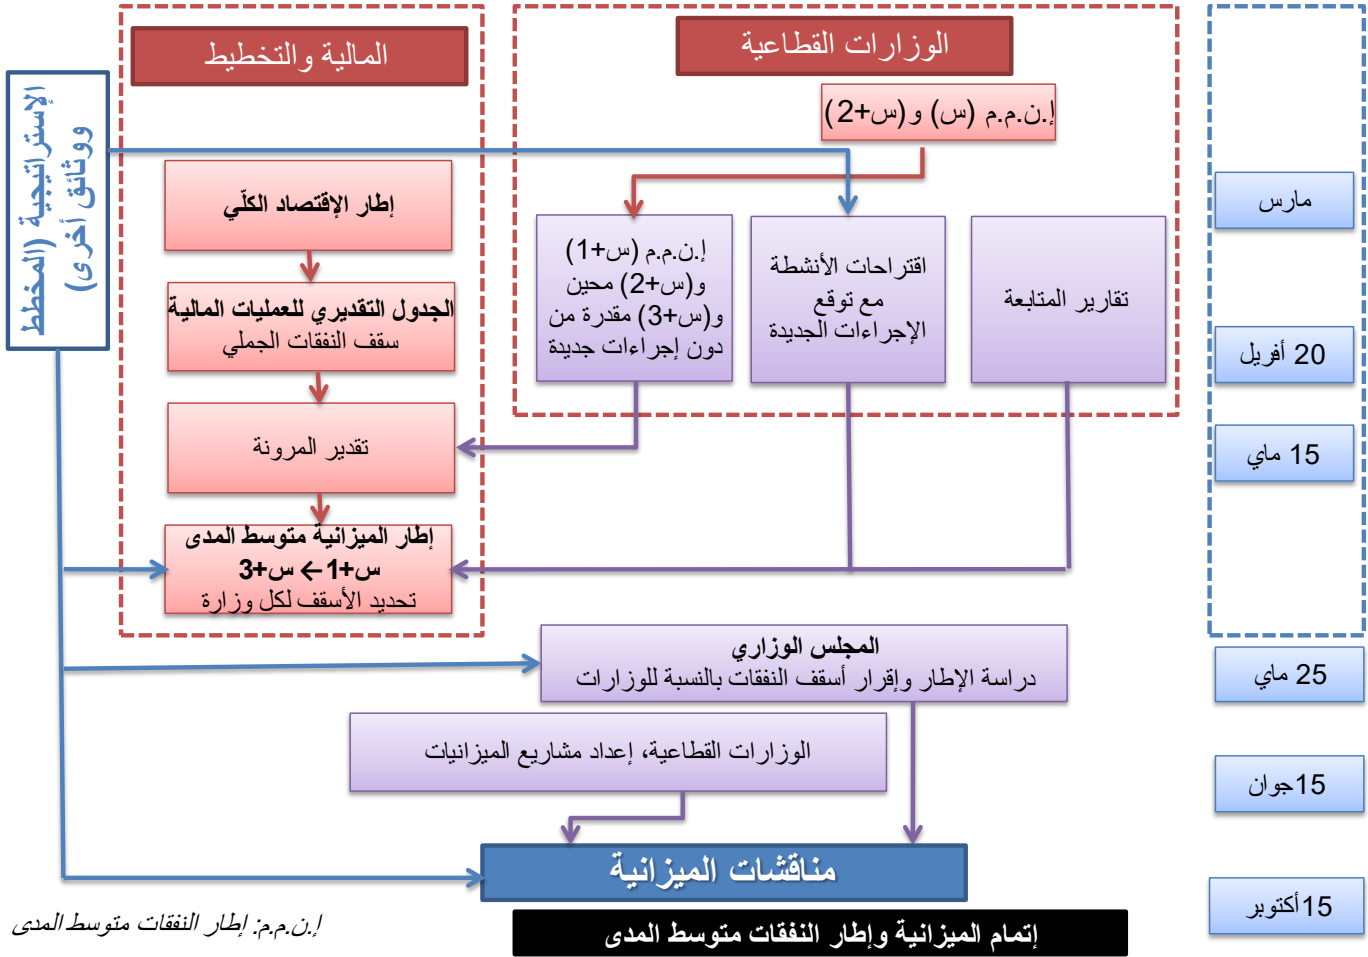 الوزارات القطاعية
المالية والتخطيط
الإستراتيجية (المخطط
ووثائق أخرى)
إ.ن.م.م (س) و(س+2)
مارس
20 أفريل
15 ماي
25 ماي
15جوان
15أكتوبر
تقارير المتابعة
اقتراحات الأنشطة
مع توقع
الإجراءات الجديدة
إ.ن.م.م (س+1)
و(س+2) محين
و(س+3) مقدرة من
دون إجراءات جديدة
إطار الإقتصاد الكلّي
الجدول التقديري للعمليات المالية
سقف النفقات الجملي
تقدير المرونة
إطار الميزانية متوسط المدى
س+1← س+3
تحديد الأسقف لكل وزارة
المجلس الوزاري
دراسة الإطار وإقرار أسقف النفقات بالنسبة للوزارات
الوزارات القطاعية، إعداد مشاريع الميزانيات
مناقشات الميزانية
إتمام الميزانية وإطار النفقات متوسط المدى
إ.ن.م.م: إطار النفقات متوسط المدى